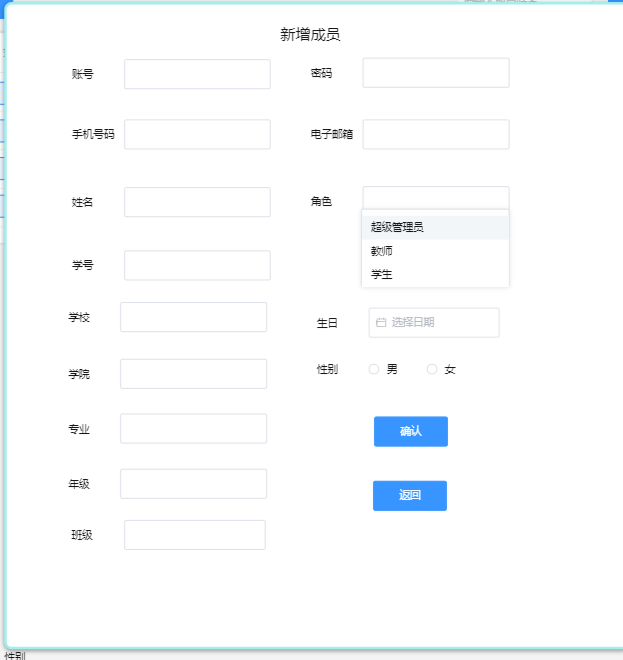 新增成员
账号 密码
手机号码 电子邮箱
姓名 角色
超级管理员
教师
学生
学号
学校 生日 选择日期
学院 性别 男 女
专业 确认
年级 返回
班级
性别